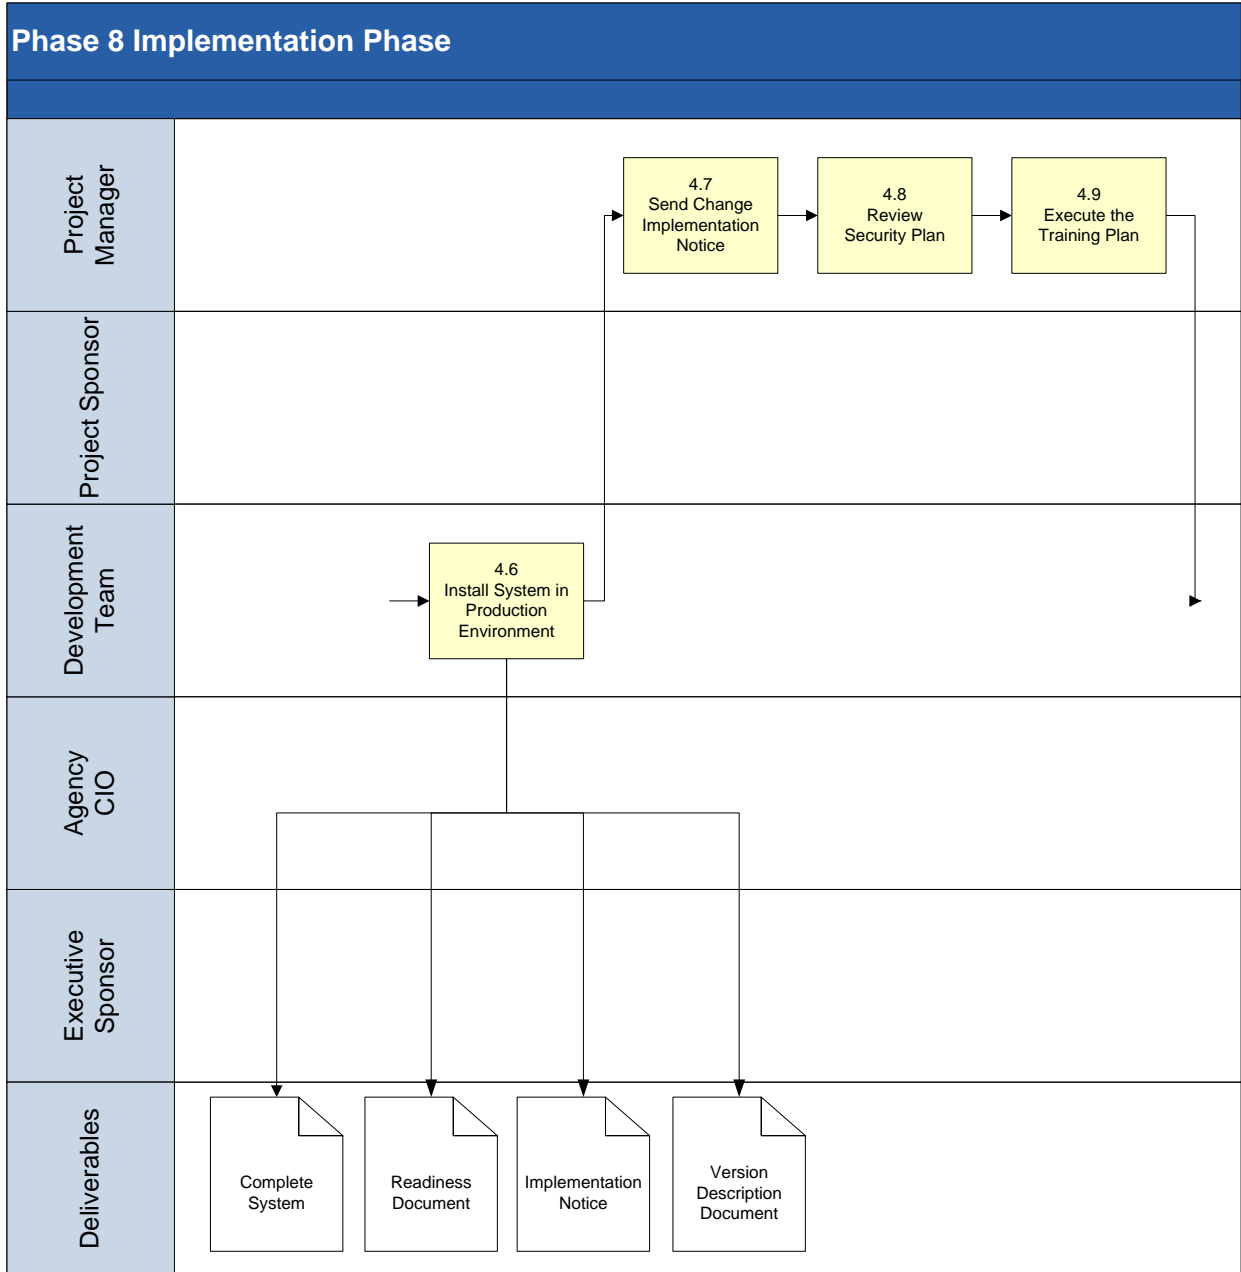 Phase 8 Implementation Phase
Project
Manager
4.7
Send Change
Implementation
Notice
4.8
Review
Security Plan
4.9
Execute the
Training Plan
Project Sponsor
Development
Team
4.6
Install System in
Production
Environment
Agency
CIO
Executive
Sponsor
Deliverables
Complete
System
Readiness
Document
Implementation
Notice
Version
Description
Document